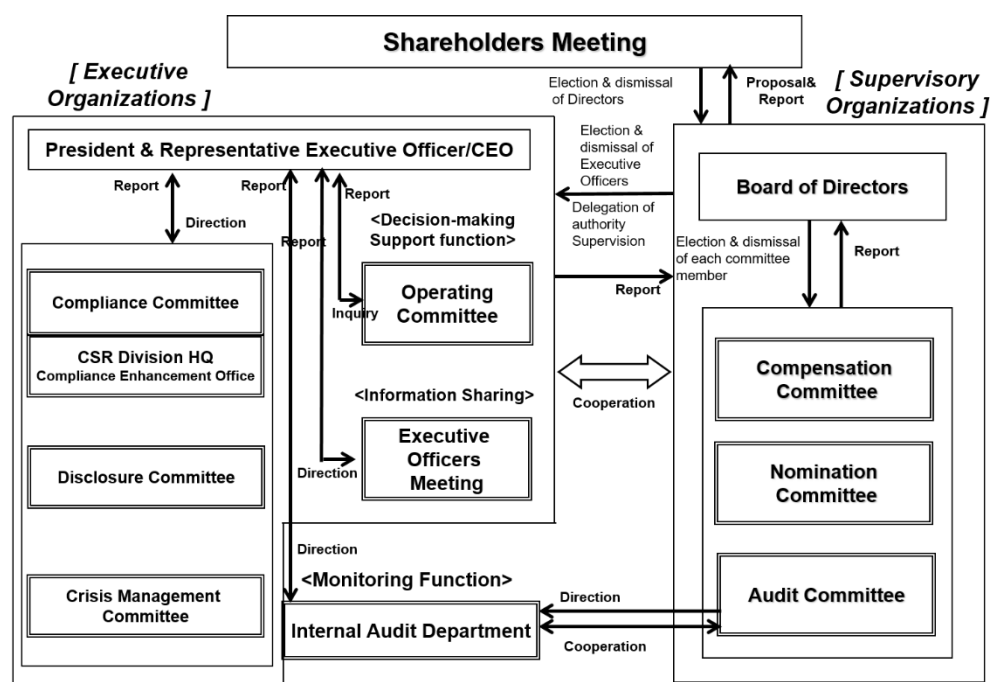 Shareholders Meeting
[ Executive
Organizations ]
Election & dismissal
of Directors
Proposal&
Report
[ Supervisory
Organizations ]
President & Representative Executive Officer/CEO
Election &
dismissal of
Executive
Officers
Board of Directors
Report
Report
Report
Direction
Report
<Decision-making
Support function>
Delegation of
authority
Supervision
Election & dismissal
of each committee
member
Report
Compliance Committee
Operating
Committee
Inquiry
Report
CSR Division HQ
Compliance Enhancement Office
Compensation
Committee
Cooperation
<Information Sharing>
Executive
Officers
Meeting
Direction
Disclosure Committee
Nomination
Committee
Direction
<Monitoring Function>
Crisis Management
Committee
Internal Audit Department
Direction
Cooperation
Audit Committee